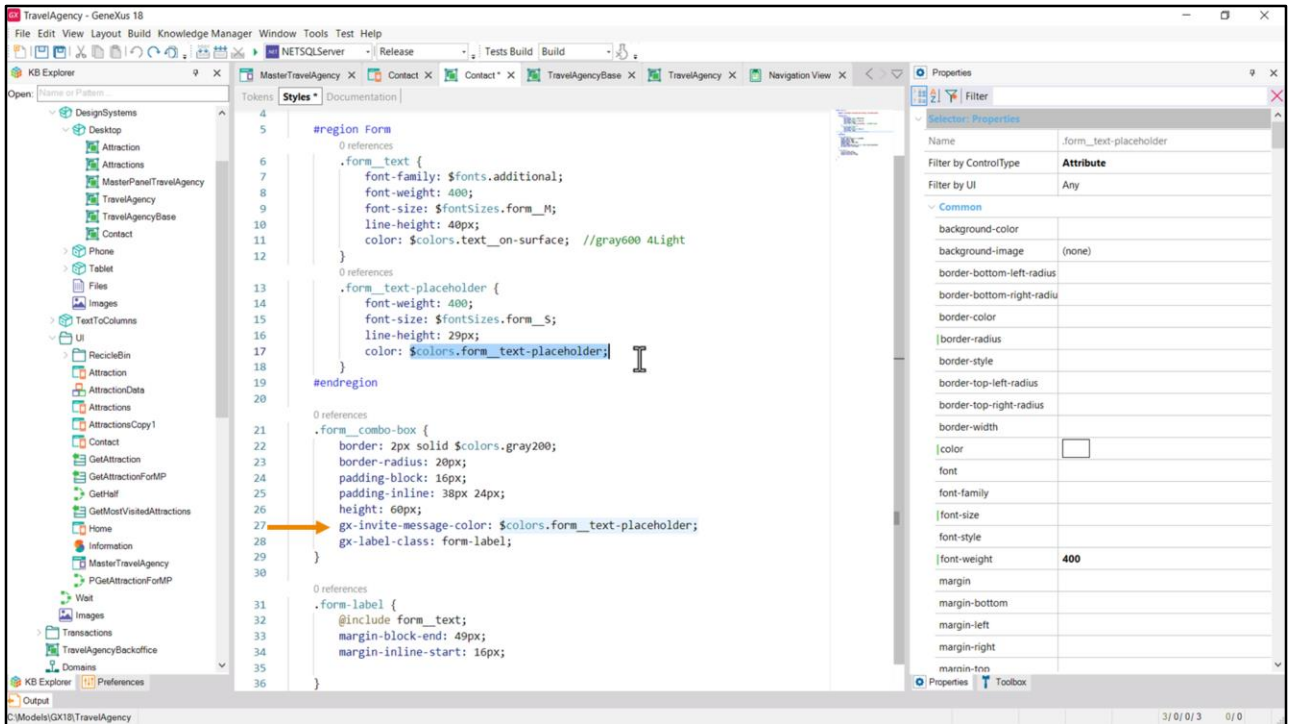 GX TravelAgency - GeneXus 18
File Edit View Layout Build Knowledge Manager Window Tools Test Help
NETSQLServer Release Tests Build Build
KB Explorer
Open: Name or Pattern...
DesignSystems
Desktop
Attraction
Attractions
MasterPanelTravelAgency
TravelAgency
TravelAgencyBase
Contact
Phone
Tablet
Files
Images
TextToColumns
UI
RecicleBin
Attraction
AttractionData
Attractions
AttractionsCopy1
Contact
GetAttraction
GetAttractionForMP
GetHalf
GetMostVisitedAttractions
Home
Information
MasterTravelAgency
PGetAttractionForMP
Wait
Images
Transactions
TravelAgencyBackoffice
Domains
KB Explorer Preferences
MasterTravelAgency X Contact X Contact * X TravelAgencyBase X TravelAgency X Navigation View X
Tokens Styles * Documentation
4
5 #region Form
0 references
6 .form__text {
7 font-family: $fonts.additional;
8 font-weight: 400;
9 font-size: $fontSizes.form__M;
10 line-height: 40px;
11 color: $colors.text__on-surface; //gray600 4Light
12 }
0 references
13 .form__text-placeholder {
14 font-weight: 400;
15 font-size: $fontSizes.form__S;
16 line-height: 29px;
17 color: $colors.form__text-placeholder;
18 }
19 #endregion
20
0 references
21 .form__combo-box {
22 border: 2px solid $colors.gray200;
23 border-radius: 20px;
24 padding-block: 16px;
25 padding-inline: 38px 24px;
26 height: 60px;
27 gx-invite-message-color: $colors.form__text-placeholder;
28 gx-label-class: form-label;
29 }
30
0 references
31 .form-label {
32 @include form__text;
33 margin-block-end: 49px;
34 margin-inline-start: 16px;
35
36 }
Properties
Filter
Selector: Properties
Name .form__text-placeholder
Filter by ControlType Attribute
Filter by UI Any
Common
background-color
background-image (none)
border-bottom-left-radius
border-bottom-right-radiu
border-color
border-radius
border-style
border-top-left-radius
border-top-right-radius
border-width
color
font
font-family
font-size
font-style
font-weight 400
margin
margin-bottom
margin-left
margin-right
margin-top
Properties Toolbox
Output
C:\Models\GX18\TravelAgency 3/0/0/3 0/0